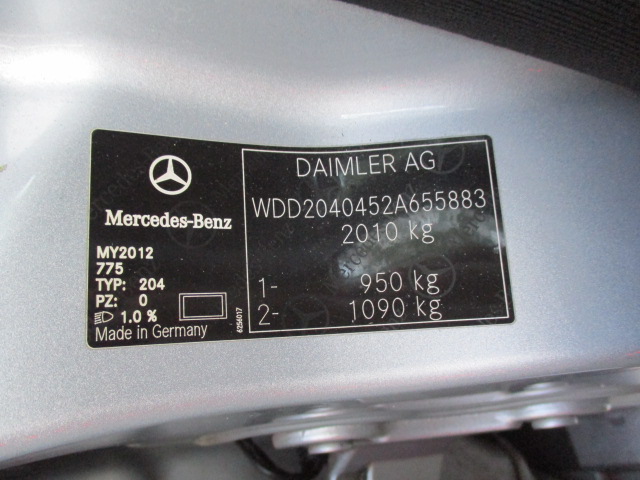 Mercedes-Benz
MY2012
775
TYP: 204
PZ: 0
1.0 %
Made in Germany
6256017
DAIMLER AG
WDD2040452A655883
2010 kg
1- 950 kg
2- 1090 kg